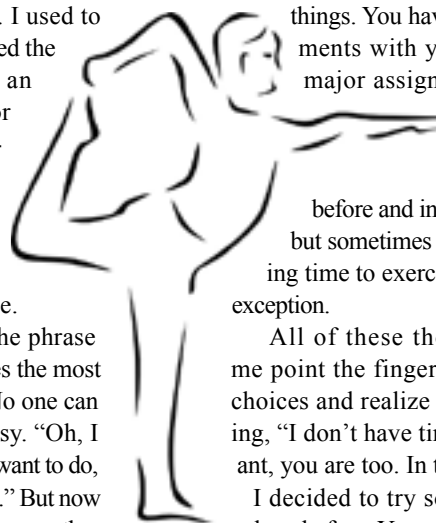 . I used to
ed the
an
or
e.
he phrase
es the most
No one can
sy. “Oh, I
want to do,
.” But now
things. You hav
ments with y
major assign
before and in
but sometimes
ing time to exerc
exception.
All of these th
me point the finger
choices and realize
ing, “I don’t have tin
ant, you are too. In t
I decided to try s